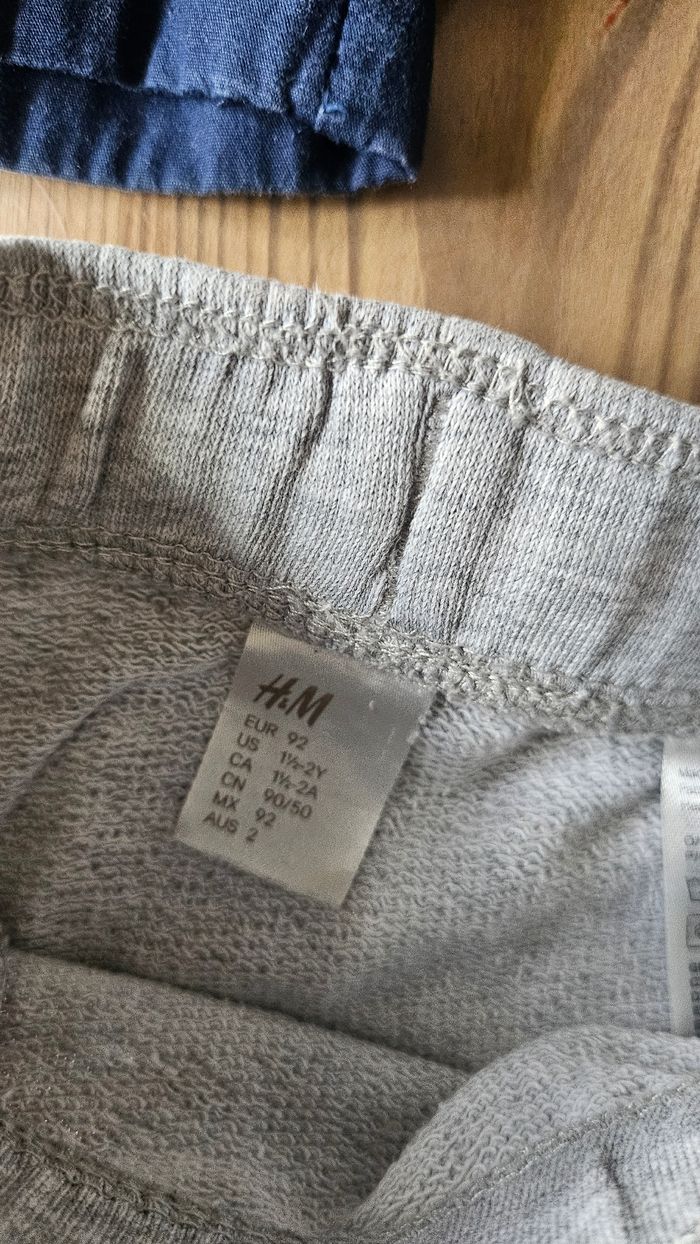 H&M
EUR 92
US 1½-2Y
CA 1½-2A
CN 90/50
MX 92
AUS 2